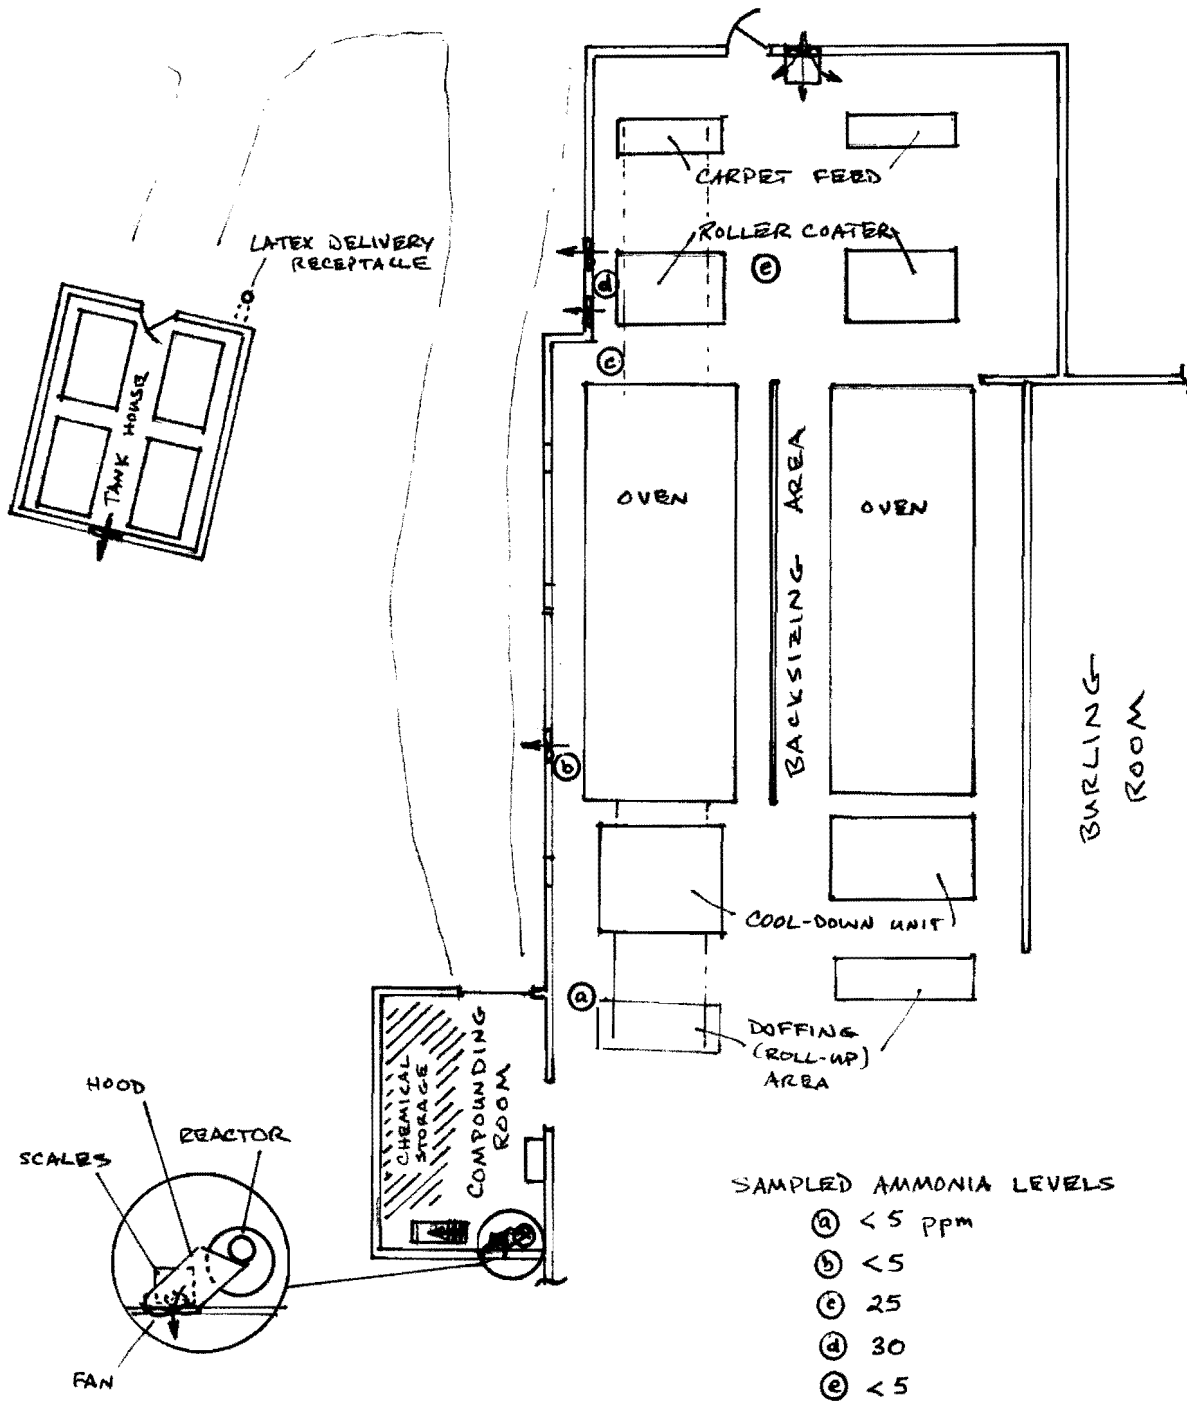 CARPET FEED
LATEX DELIVERY
RECEPTACLE
ROLLER COATER
e
d
c
TANK HOUSE
OVEN
OVEN
BACKSIZING AREA
BURLING
ROOM
b
COOL-DOWN UNIT
a
DOFFING
(ROLL-UP)
AREA
CHEMICAL
STORAGE
COMPOUNDING
ROOM
HOOD
REACTOR
SCALES
FAN
SAMPLED AMMONIA LEVELS
a < 5 ppm
b < 5
c 25
d 30
e < 5